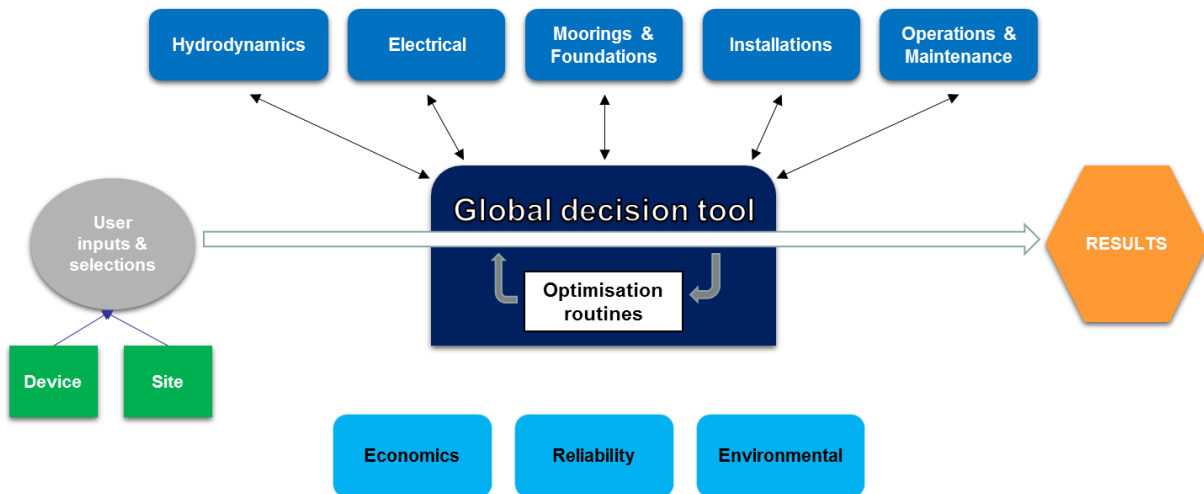 Hydrodynamics
Electrical
Moorings &
Foundations
Installations
Operations &
Maintenance
Global decision tool
User
inputs &
selections
RESULTS
Optimisation
routines
Device
Site
Economics
Reliability
Environmental